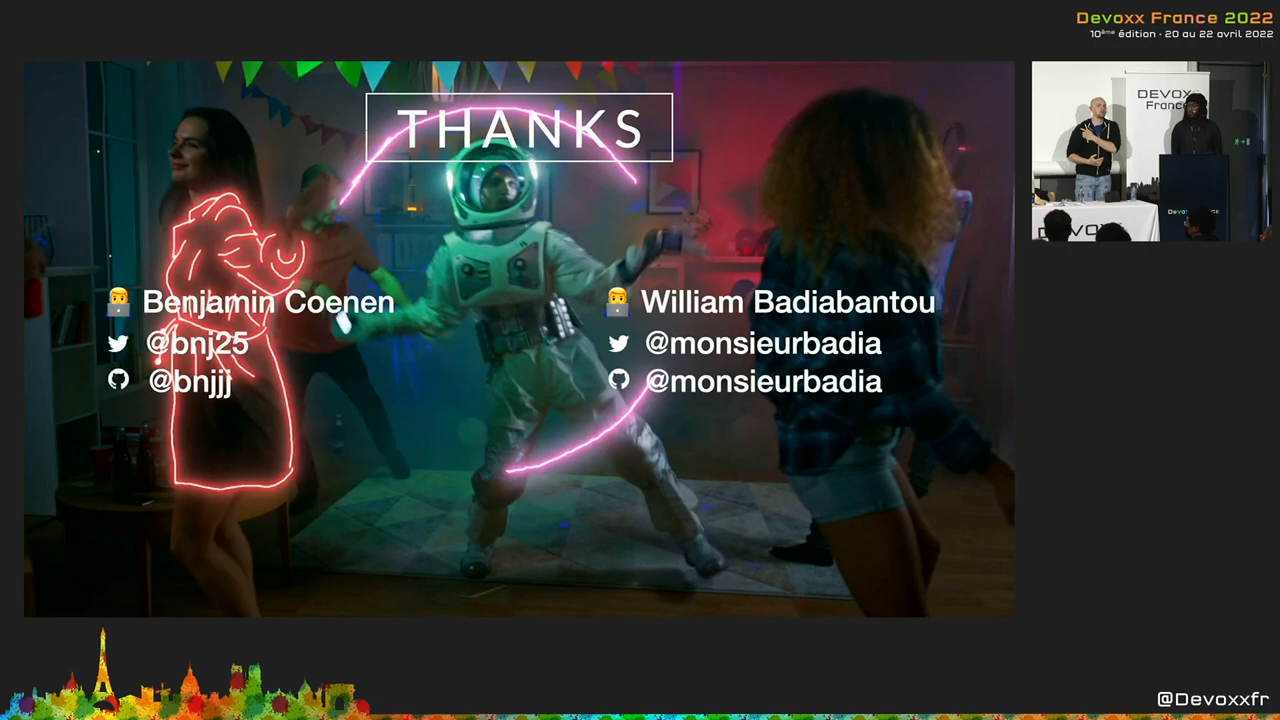 Devoxx France 2022
10ème édition · 20 au 22 avril 2022
THANKS
👨‍💻 Benjamin Coenen
@bnj25
@bnjjj
👨‍💻 William Badiabantou
@monsieurbadia
@monsieurbadia
DEVOXX
France
@Devoxxfr